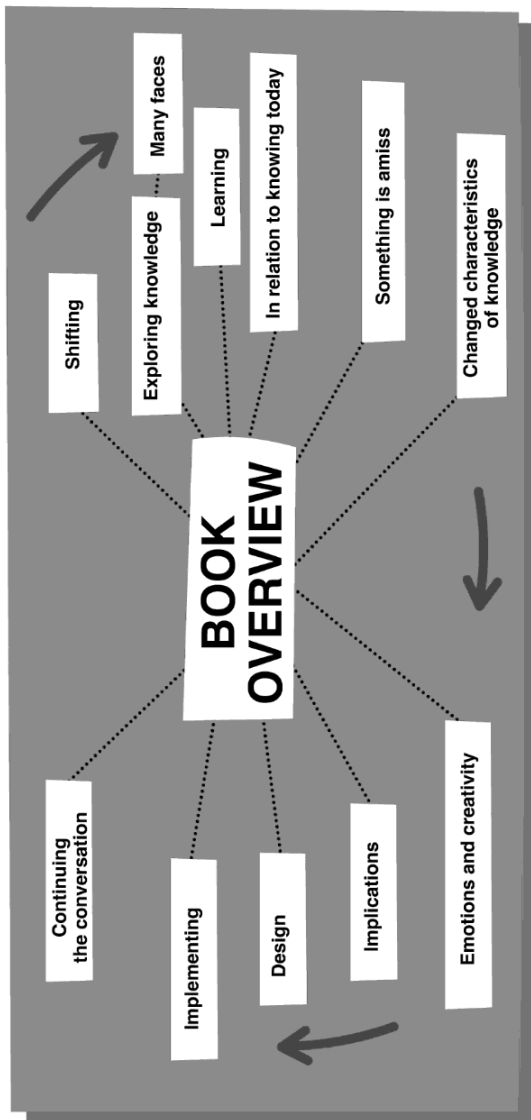 BOOK
OVERVIEW
Shifting
Exploring knowledge
Many faces
Learning
In relation to knowing today
Something is amiss
Changed characteristics
of knowledge
Emotions and creativity
Implications
Design
Implementing
Continuing
the conversation